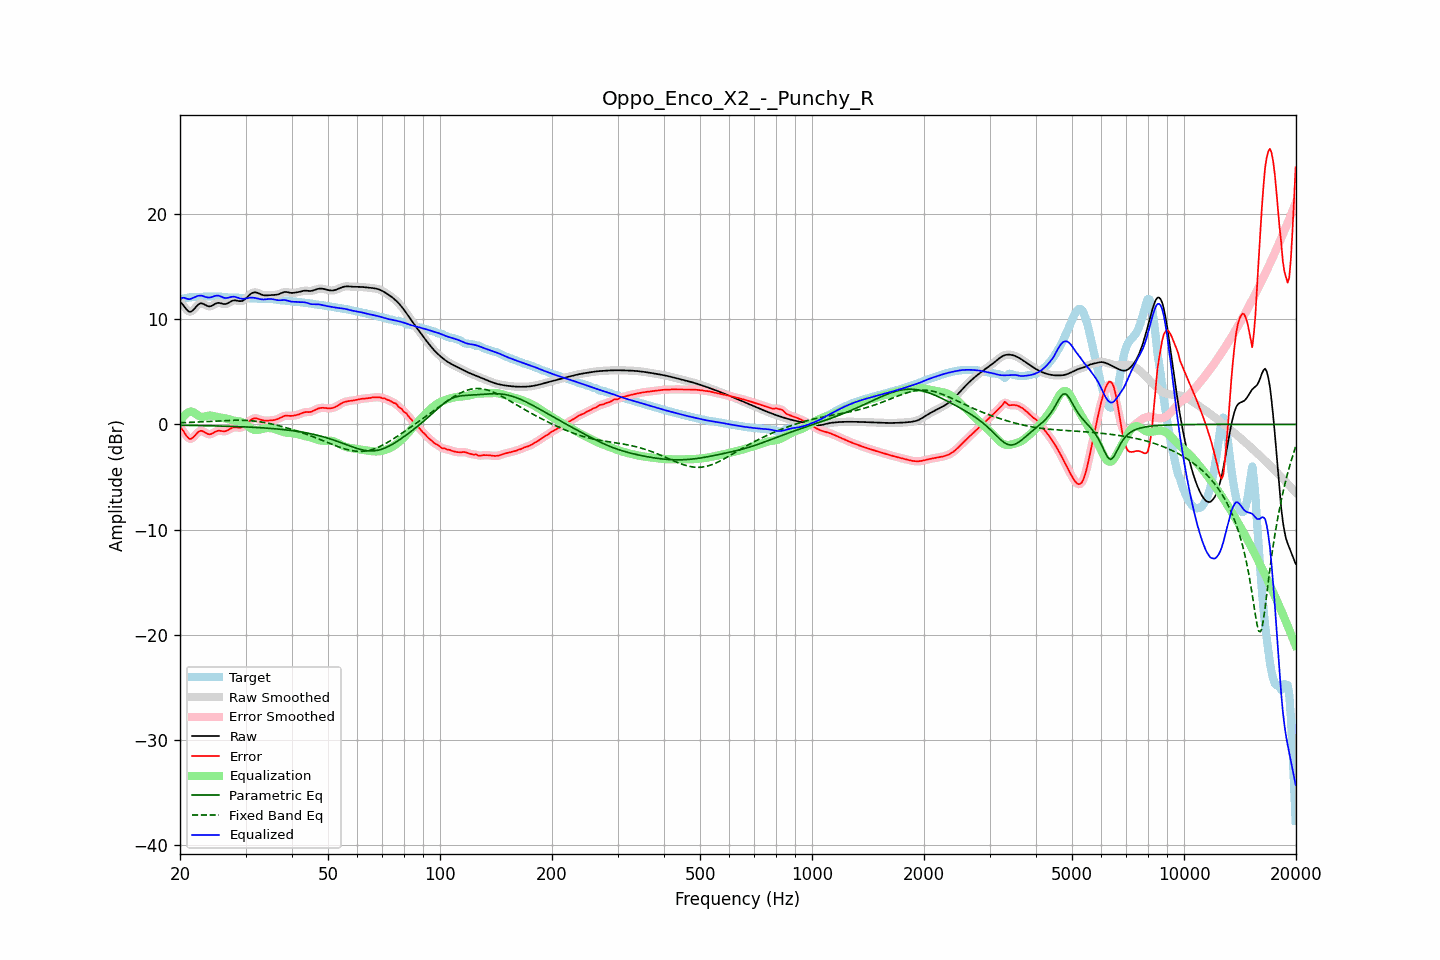 Oppo_Enco_X2_-_Punchy_R
Amplitude (dBr)
20
10
0
−10
−20
−30
−40
Target
Raw Smoothed
Error Smoothed
Raw
Error
Equalization
Parametric Eq
Fixed Band Eq
Equalized
20 50 100 200 500 1000 2000 5000 10000 20000
Frequency (Hz)